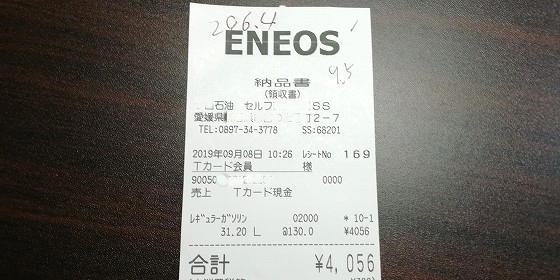 206.4
ENEOS
9.5
納品書
(領収書)
石油 セルフ SS
愛媛県 丁2-7
TEL:0897-34-3778 SS:68201
2019年09月08日 10:26 レシートNo 169
Tカード会員 様
90050 0000
売上 Tカード現金
レギュラーガソリン 02000 * 10-1
31.20 L @130.0 ¥4056
合計 ¥4,056